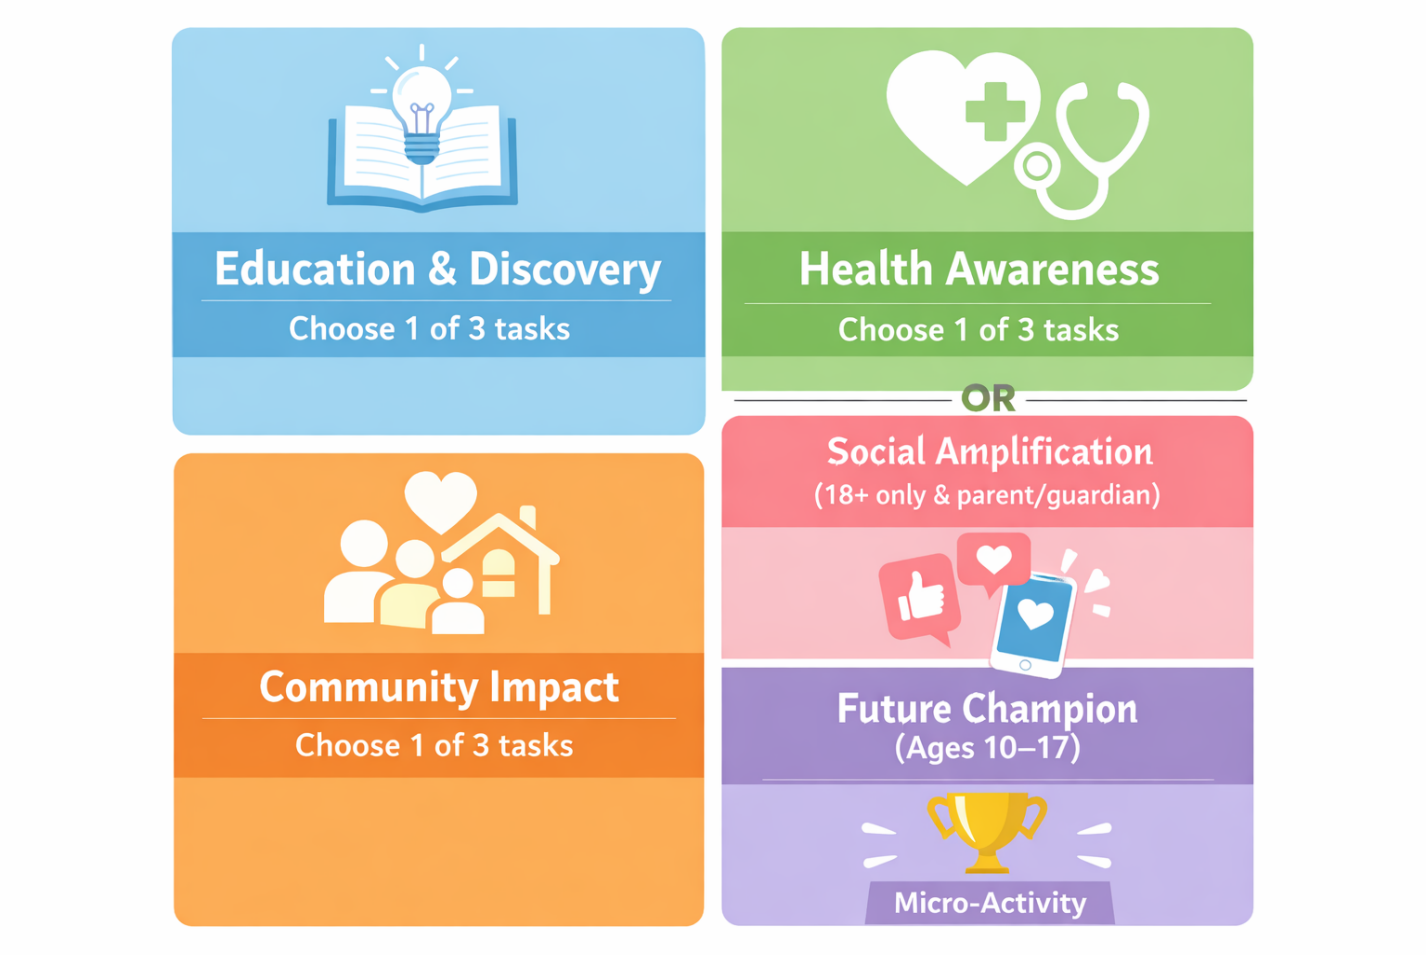 Education & Discovery
Choose 1 of 3 tasks
Health Awareness
Choose 1 of 3 tasks
OR
Social Amplification
(18+ only & parent/guardian)
Community Impact
Choose 1 of 3 tasks
Future Champion
(Ages 10–17)
Micro-Activity